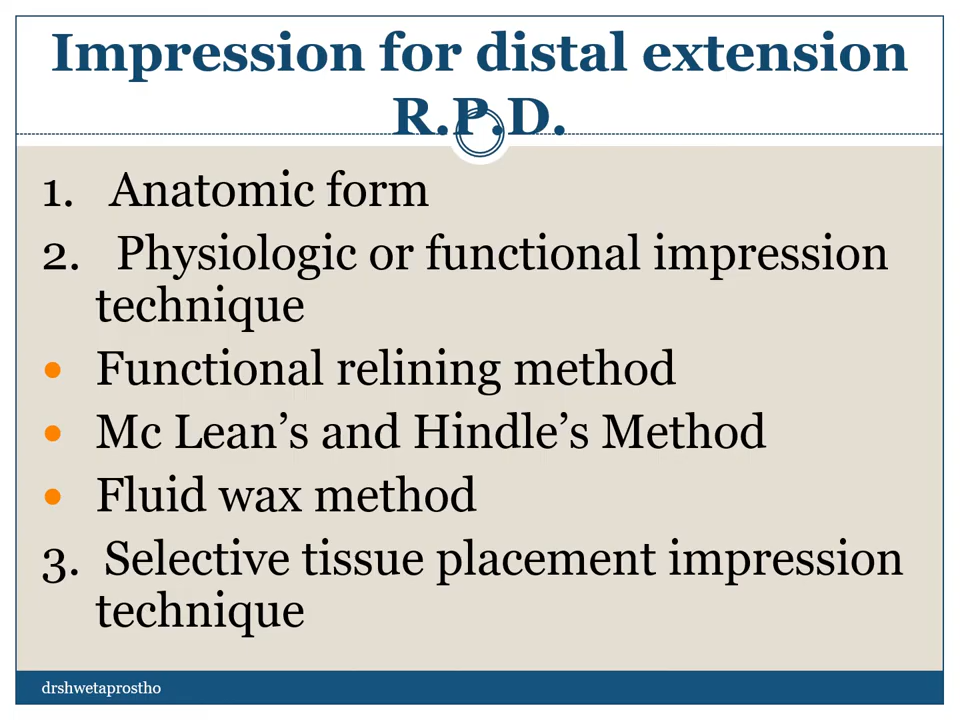 Impression for distal extension
R.P.D.
1. Anatomic form
2. Physiologic or functional impression
technique
• Functional relining method
• Mc Lean’s and Hindle’s Method
• Fluid wax method
3. Selective tissue placement impression
technique
drshwetaprostho